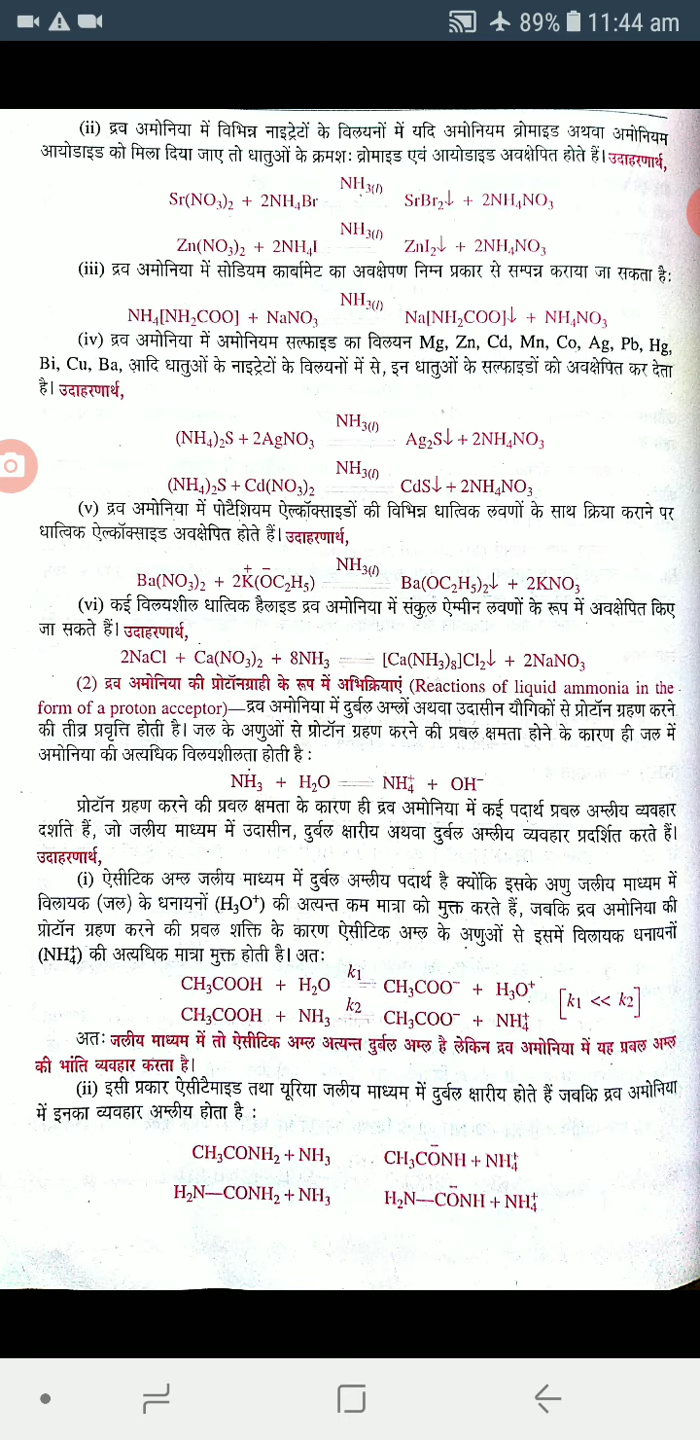 89% 11:44 am
(ii) द्रव अमोनिया में विभिन्न नाइट्रेटों के विलयनों में यदि अमोनियम ब्रोमाइड अथवा अमोनियम
आयोडाइड को मिला दिया जाए तो धातुओं के क्रमशः ब्रोमाइड एवं आयोडाइड अवक्षेपित होते हैं। उदाहरणार्थ,
NH₃₍ₗ₎
Sr(NO₃)₂ + 2NH₄Br SrBr₂↓ + 2NH₄NO₃
NH₃₍ₗ₎
Zn(NO₃)₂ + 2NH₄I ZnI₂↓ + 2NH₄NO₃
(iii) द्रव अमोनिया में सोडियम कार्बामेट का अवक्षेपण निम्न प्रकार से सम्पन्न कराया जा सकता है:
NH₃₍ₗ₎
NH₄[NH₂COO] + NaNO₃ Na[NH₂COO]↓ + NH₄NO₃
(iv) द्रव अमोनिया में अमोनियम सल्फाइड का विलयन Mg, Zn, Cd, Mn, Co, Ag, Pb, Hg,
Bi, Cu, Ba, आदि धातुओं के नाइट्रेटों के विलयनों में से, इन धातुओं के सल्फाइडों को अवक्षेपित कर देता
है। उदाहरणार्थ,
NH₃₍ₗ₎
(NH₄)₂S + 2AgNO₃ Ag₂S↓ + 2NH₄NO₃
NH₃₍ₗ₎
(NH₄)₂S + Cd(NO₃)₂ CdS↓ + 2NH₄NO₃
(v) द्रव अमोनिया में पोटैशियम ऐल्कॉक्साइडों की विभिन्न धात्विक लवणों के साथ क्रिया कराने पर
धात्विक ऐल्कॉक्साइड अवक्षेपित होते हैं। उदाहरणार्थ,
NH₃₍ₗ₎
Ba(NO₃)₂ + 2K⁺(O⁻C₂H₅) Ba(OC₂H₅)₂↓ + 2KNO₃
(vi) कई विलयशील धात्विक हैलाइड द्रव अमोनिया में संकुल ऐम्मीन लवणों के रूप में अवक्षेपित किए
जा सकते हैं। उदाहरणार्थ,
2NaCl + Ca(NO₃)₂ + 8NH₃ ══ [Ca(NH₃)₈]Cl₂↓ + 2NaNO₃
(2) द्रव अमोनिया की प्रोटॉनग्राही के रूप में अभिक्रियाएं (Reactions of liquid ammonia in the
form of a proton acceptor)—द्रव अमोनिया में दुर्बल अम्लों अथवा उदासीन यौगिकों से प्रोटॉन ग्रहण करने
की तीव्र प्रवृत्ति होती है। जल के अणुओं से प्रोटॉन ग्रहण करने की प्रबल क्षमता होने के कारण ही जल में
अमोनिया की अत्यधिक विलयशीलता होती है :
NH₃ + H₂O ══ NH₄⁺ + OH⁻
प्रोटॉन ग्रहण करने की प्रबल क्षमता के कारण ही द्रव अमोनिया में कई पदार्थ प्रबल अम्लीय व्यवहार
दर्शाते हैं, जो जलीय माध्यम में उदासीन, दुर्बल क्षारीय अथवा दुर्बल अम्लीय व्यवहार प्रदर्शित करते हैं।
उदाहरणार्थ,
(i) ऐसीटिक अम्ल जलीय माध्यम में दुर्बल अम्लीय पदार्थ है क्योंकि इसके अणु जलीय माध्यम में
विलायक (जल) के धनायनों (H₃O⁺) की अत्यन्त कम मात्रा को मुक्त करते हैं, जबकि द्रव अमोनिया की
प्रोटॉन ग्रहण करने की प्रबल शक्ति के कारण ऐसीटिक अम्ल के अणुओं से इसमें विलायक धनायनों
(NH₄⁺) की अत्यधिक मात्रा मुक्त होती है। अतः
k₁
CH₃COOH + H₂O ══ CH₃COO⁻ + H₃O⁺ [k₁ << k₂]
k₂
CH₃COOH + NH₃ ══ CH₃COO⁻ + NH₄⁺
अतः जलीय माध्यम में तो ऐसीटिक अम्ल अत्यन्त दुर्बल अम्ल है लेकिन द्रव अमोनिया में यह प्रबल अम्ल
की भांति व्यवहार करता है।
(ii) इसी प्रकार ऐसीटैमाइड तथा यूरिया जलीय माध्यम में दुर्बल क्षारीय होते हैं जबकि द्रव अमोनिया
में इनका व्यवहार अम्लीय होता है :
CH₃CONH₂ + NH₃ CH₃CO⁻NH + NH₄⁺
H₂N—CONH₂ + NH₃ H₂N—CO⁻NH + NH₄⁺